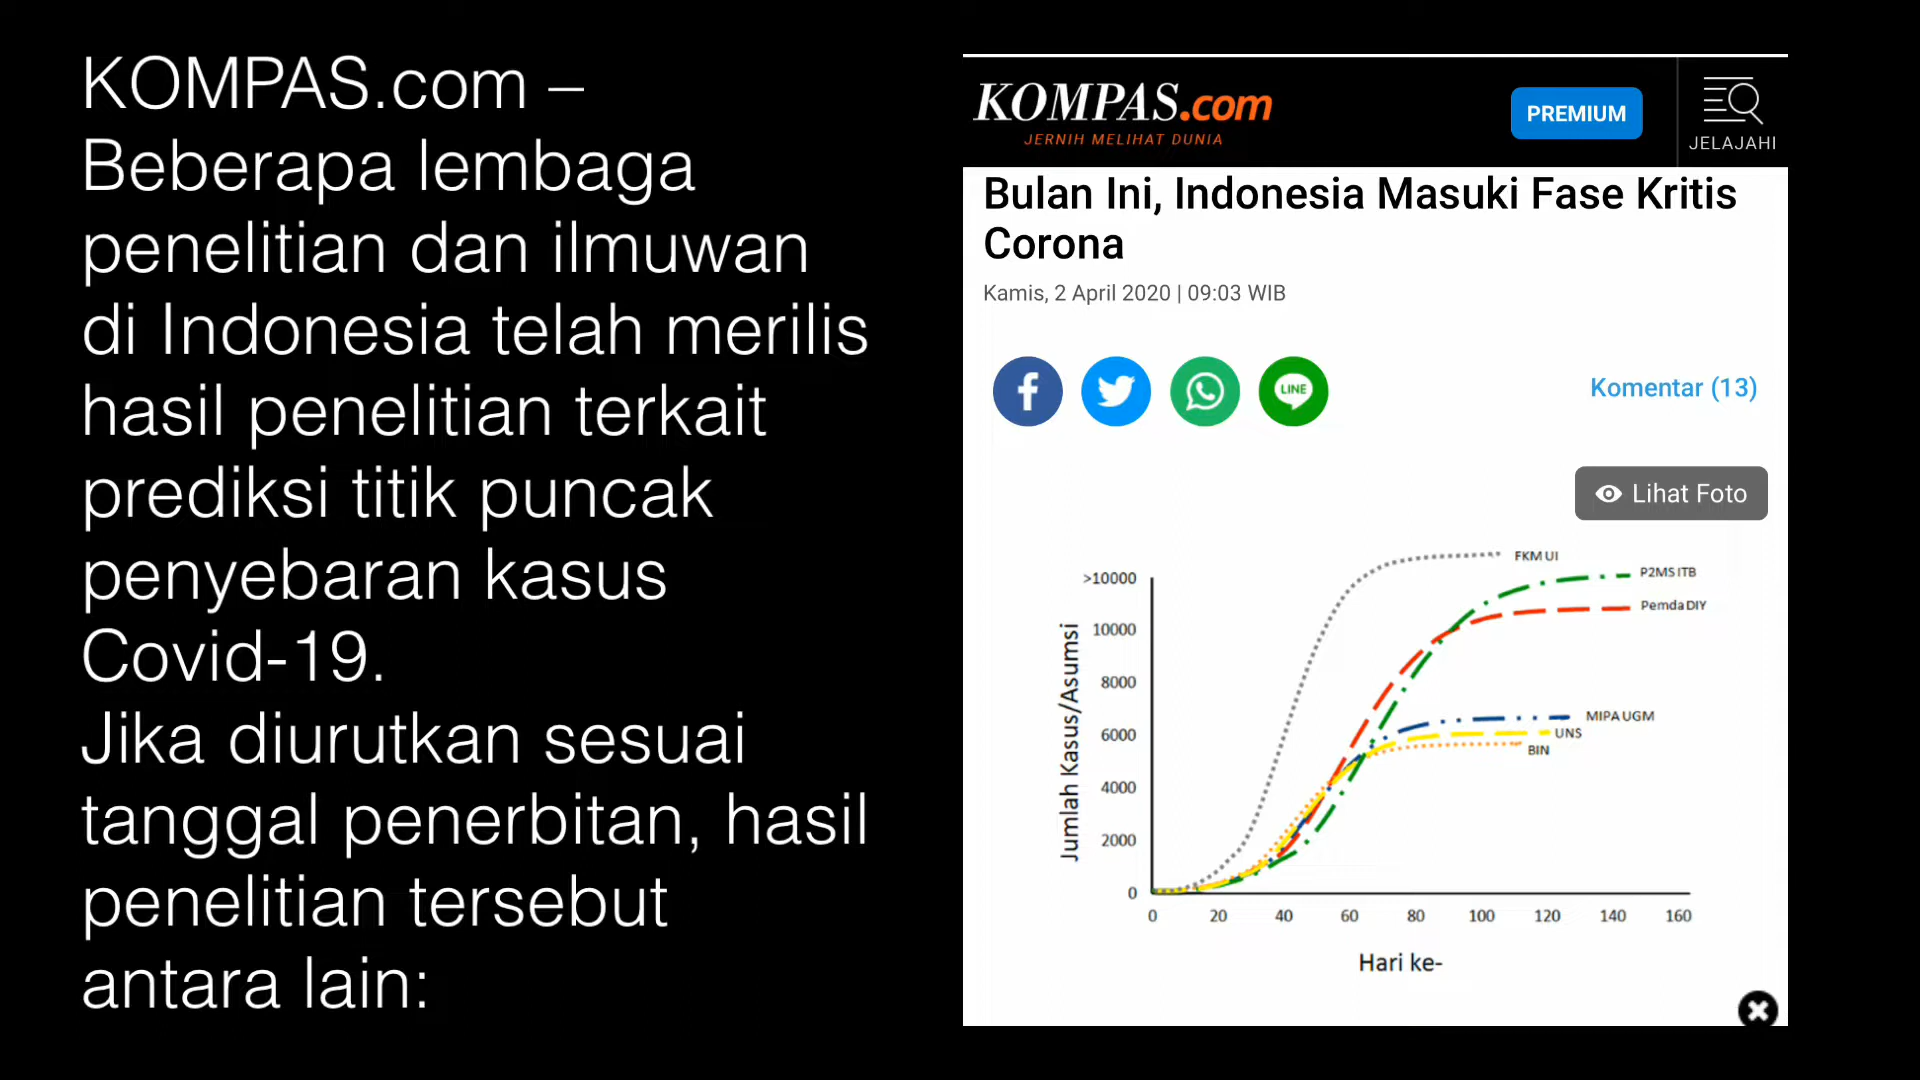 KOMPAS.com –
Beberapa lembaga
penelitian dan ilmuwan
di Indonesia telah merilis
hasil penelitian terkait
prediksi titik puncak
penyebaran kasus
Covid-19.
Jika diurutkan sesuai
tanggal penerbitan, hasil
penelitian tersebut
antara lain:
KOMPAS.com
JERNIH MELIHAT DUNIA
PREMIUM
JELAJAHI
Bulan Ini, Indonesia Masuki Fase Kritis
Corona
Kamis, 2 April 2020 | 09:03 WIB
LINE
Komentar (13)
Lihat Foto
FKM UI
P2MS ITB
Pemda DIY
MIPA UGM
UNS
BIN
Jumlah Kasus/Asumsi
>10000
10000
8000
6000
4000
2000
0
0 20 40 60 80 100 120 140 160
Hari ke-